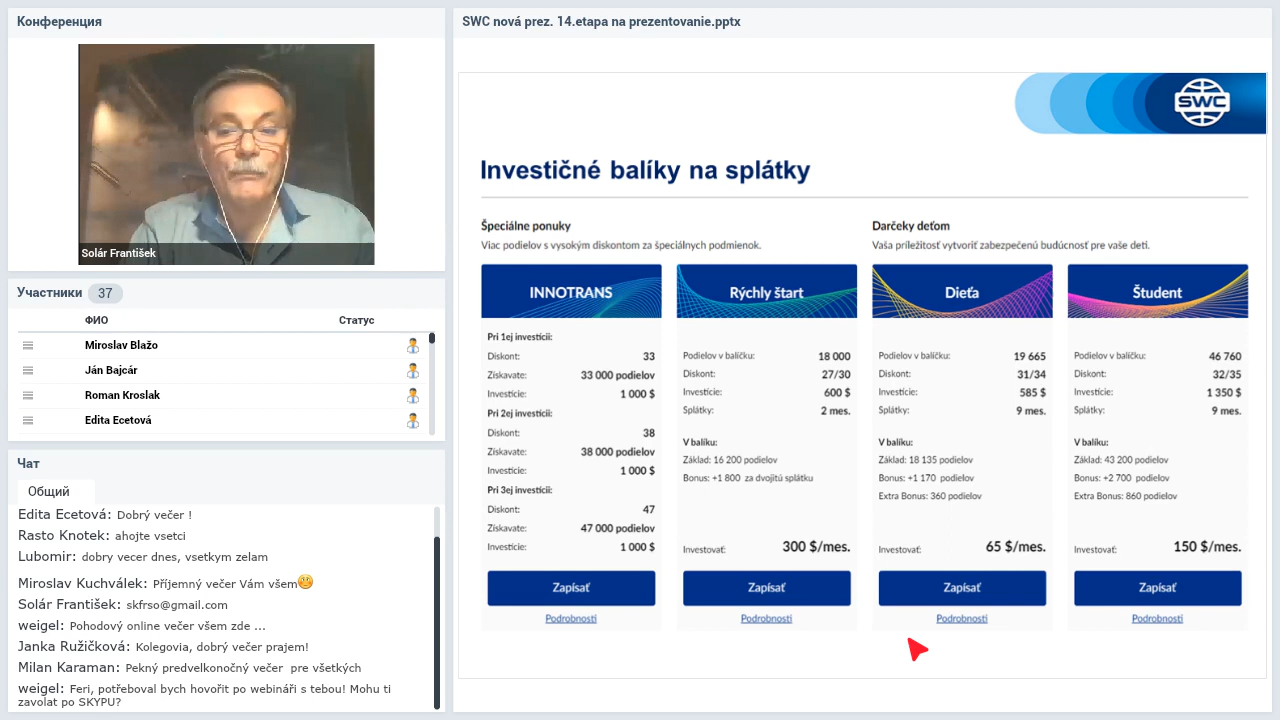 Конференция
Solár František
Участники 37
ФИО Статус
Miroslav Blažo
Ján Bajcár
Roman Kroslak
Edita Ecetová
Чат
Общий
Edita Ecetová: Dobrý večer !
Rasto Knotek: ahojte vsetci
Lubomir: dobry vecer dnes, vsetkym zelam
Miroslav Kuchválek: Příjemný večer Vám všem
Solár František: skfrso@gmail.com
weigel: Pohodový online večer všem zde ...
Janka Ružičková: Kolegovia, dobrý večer prajem!
Milan Karaman: Pekný predvelkonočný večer pre všetkých
weigel: Feri, potřeboval bych hovořit po webináři s tebou! Mohu ti
zavolat po SKYPU?
SWC nová prez. 14.etapa na prezentovanie.pptx
SWC
Investičné balíky na splátky
Špeciálne ponuky
Viac podielov s vysokým diskontom za špeciálnych podmienok.
Darčeky deťom
Vaša príležitosť vytvoriť zabezpečenú budúcnosť pre vaše deti.
INNOTRANS
Pri 1ej investícii:
Diskont: 33
Získavate: 33 000 podielov
Investície: 1 000 $
Pri 2ej investícii:
Diskont: 38
Získavate: 38 000 podielov
Investície: 1 000 $
Pri 3ej investícii:
Diskont: 47
Získavate: 47 000 podielov
Investície: 1 000 $
Zapísať
Podrobnosti
Rýchly štart
Podielov v balíčku: 18 000
Diskont: 27/30
Investície: 600 $
Splátky: 2 mes.
V balíku:
Základ: 16 200 podielov
Bonus: +1 800 za dvojitú splátku
Investovať: 300 $/mes.
Zapísať
Podrobnosti
Dieťa
Podielov v balíčku: 19 665
Diskont: 31/34
Investície: 585 $
Splátky: 9 mes.
V balíku:
Základ: 18 135 podielov
Bonus: +1 170 podielov
Extra Bonus: 360 podielov
Investovať: 65 $/mes.
Zapísať
Podrobnosti
Študent
Podielov v balíčku: 46 760
Diskont: 32/35
Investície: 1 350 $
Splátky: 9 mes.
V balíku:
Základ: 43 200 podielov
Bonus: +2 700 podielov
Extra Bonus: 860 podielov
Investovať: 150 $/mes.
Zapísať
Podrobnosti